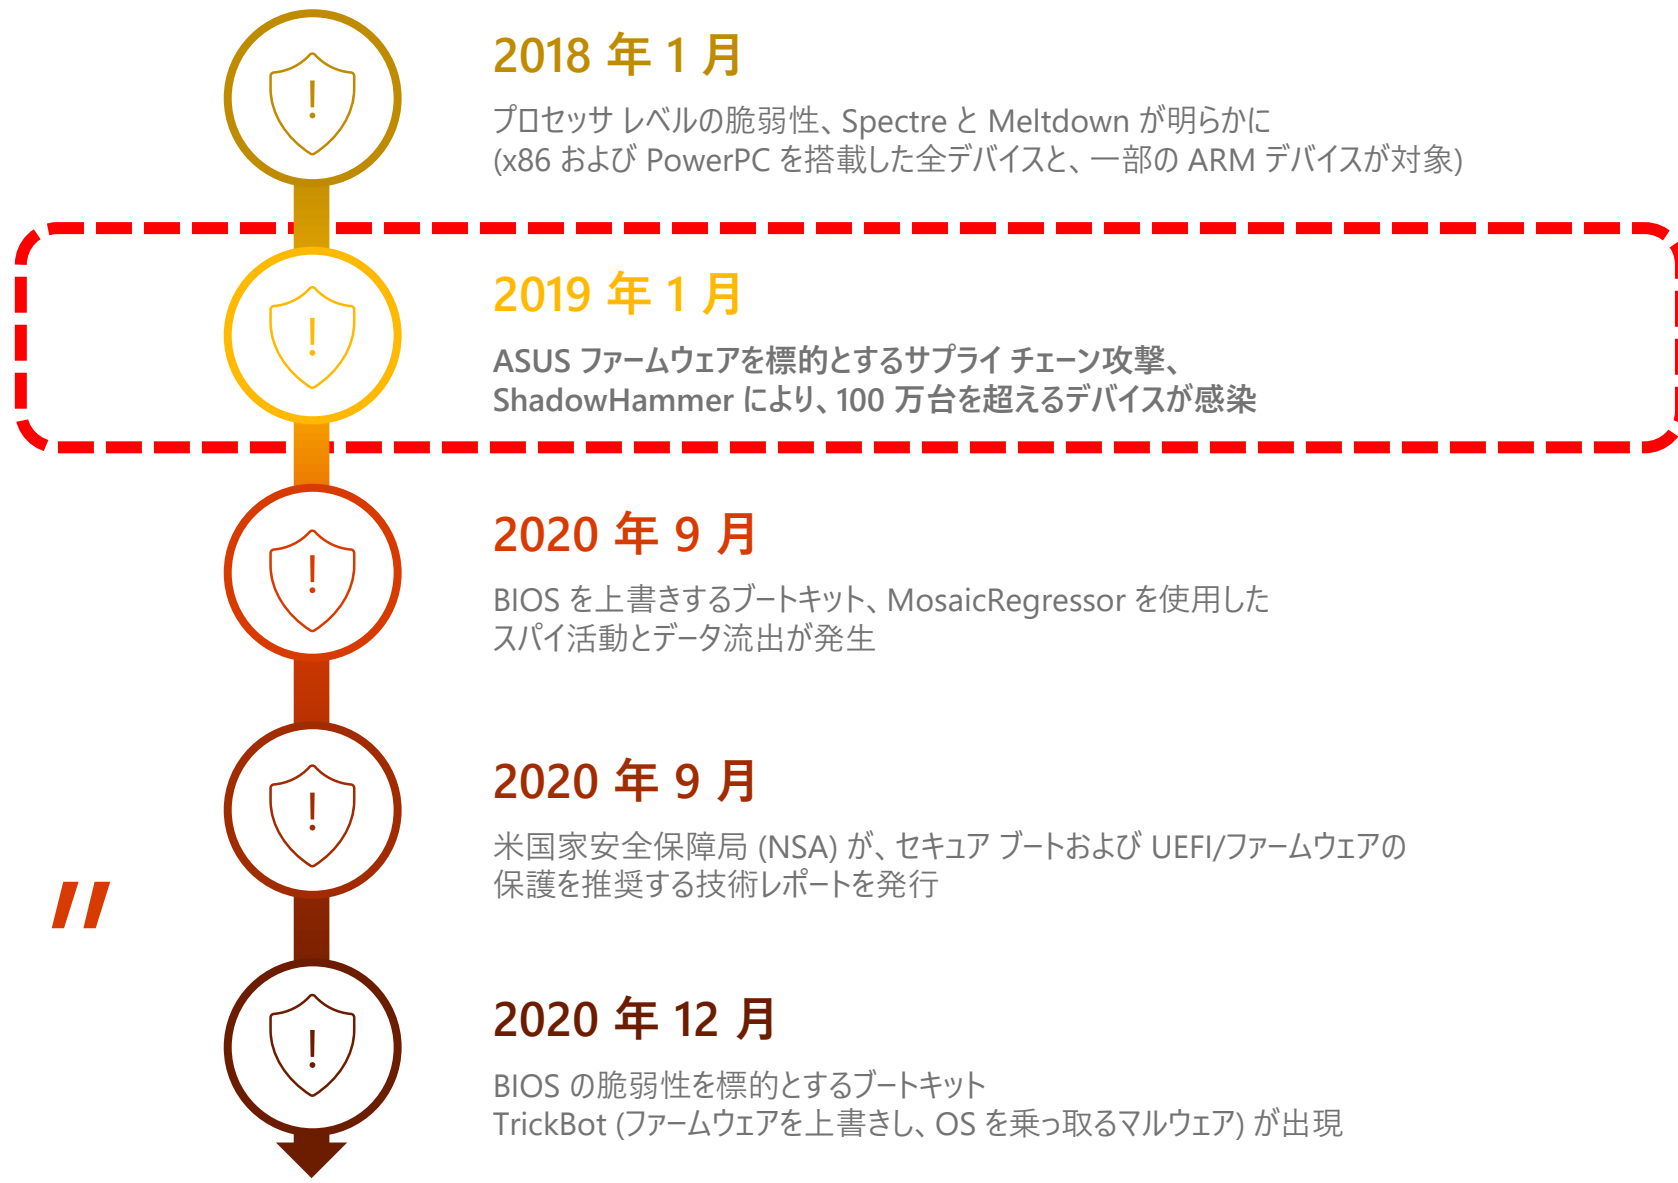 2018 年 1 月
プロセッサ レベルの脆弱性、Spectre と Meltdown が明らかに
(x86 および PowerPC を搭載した全デバイスと、一部の ARM デバイスが対象)
2019 年 1 月
ASUS ファームウェアを標的とするサプライ チェーン攻撃、
ShadowHammer により、100 万台を超えるデバイスが感染
2020 年 9 月
BIOS を上書きするブートキット、MosaicRegressor を使用した
スパイ活動とデータ流出が発生
2020 年 9 月
米国家安全保障局 (NSA) が、セキュア ブートおよび UEFI/ファームウェアの
保護を推奨する技術レポートを発行
2020 年 12 月
BIOS の脆弱性を標的とするブートキット
TrickBot (ファームウェアを上書きし、OS を乗っ取るマルウェア) が出現